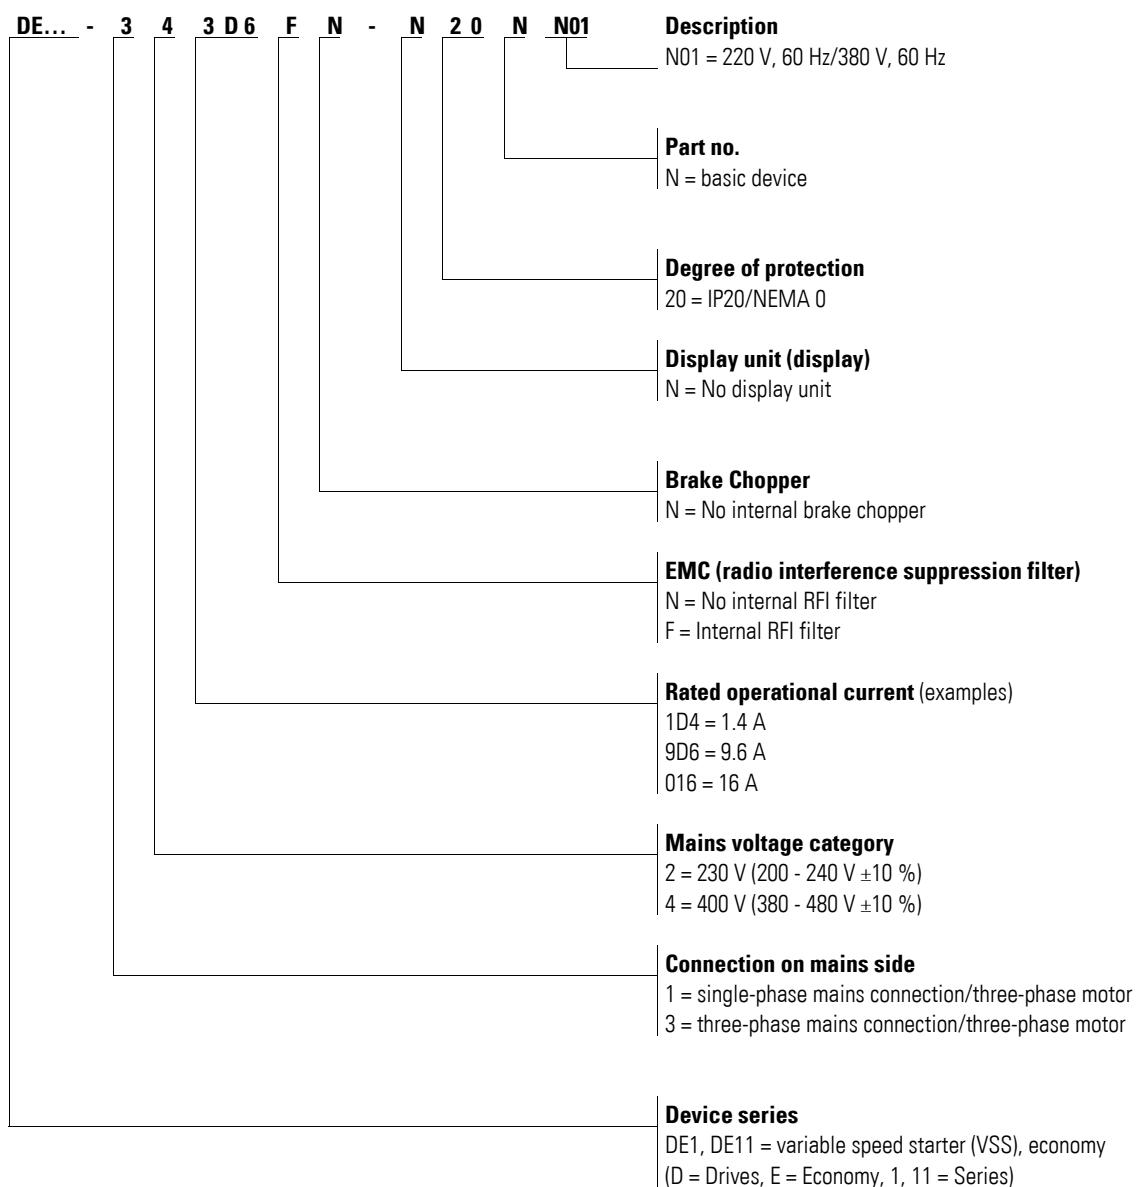 DE... - 3 4 3 D 6 F N - N 2 0 N N01
Description
N01 = 220 V, 60 Hz/380 V, 60 Hz
Part no.
N = basic device
Degree of protection
20 = IP20/NEMA 0
Display unit (display)
N = No display unit
Brake Chopper
N = No internal brake chopper
EMC (radio interference suppression filter)
N = No internal RFI filter
F = Internal RFI filter
Rated operational current (examples)
1D4 = 1.4 A
9D6 = 9.6 A
016 = 16 A
Mains voltage category
2 = 230 V (200 - 240 V ±10 %)
4 = 400 V (380 - 480 V ±10 %)
Connection on mains side
1 = single-phase mains connection/three-phase motor
3 = three-phase mains connection/three-phase motor
Device series
DE1, DE11 = variable speed starter (VSS), economy
(D = Drives, E = Economy, 1, 11 = Series)